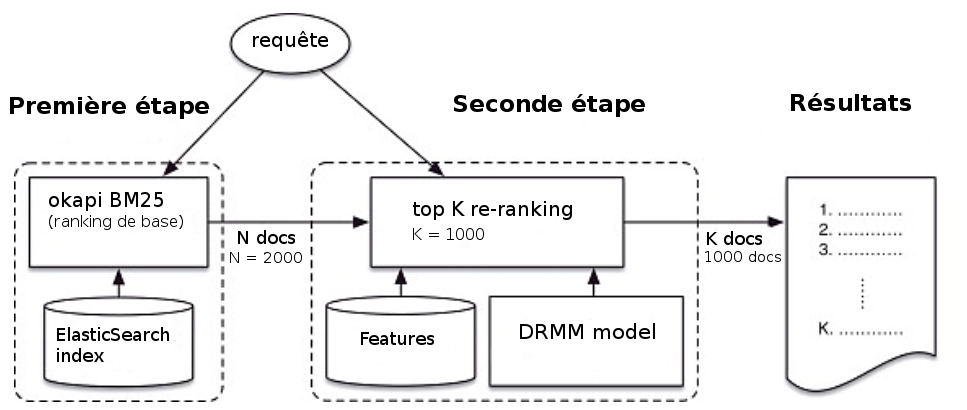 requête
Première étape
Seconde étape
Résultats
okapi BM25
(ranking de base)
N docs
N = 2000
top K re-ranking
K = 1000
K docs
1000 docs
1. ............
2. ............
3. ............
K. ............
ElasticSearch
index
Features
DRMM model